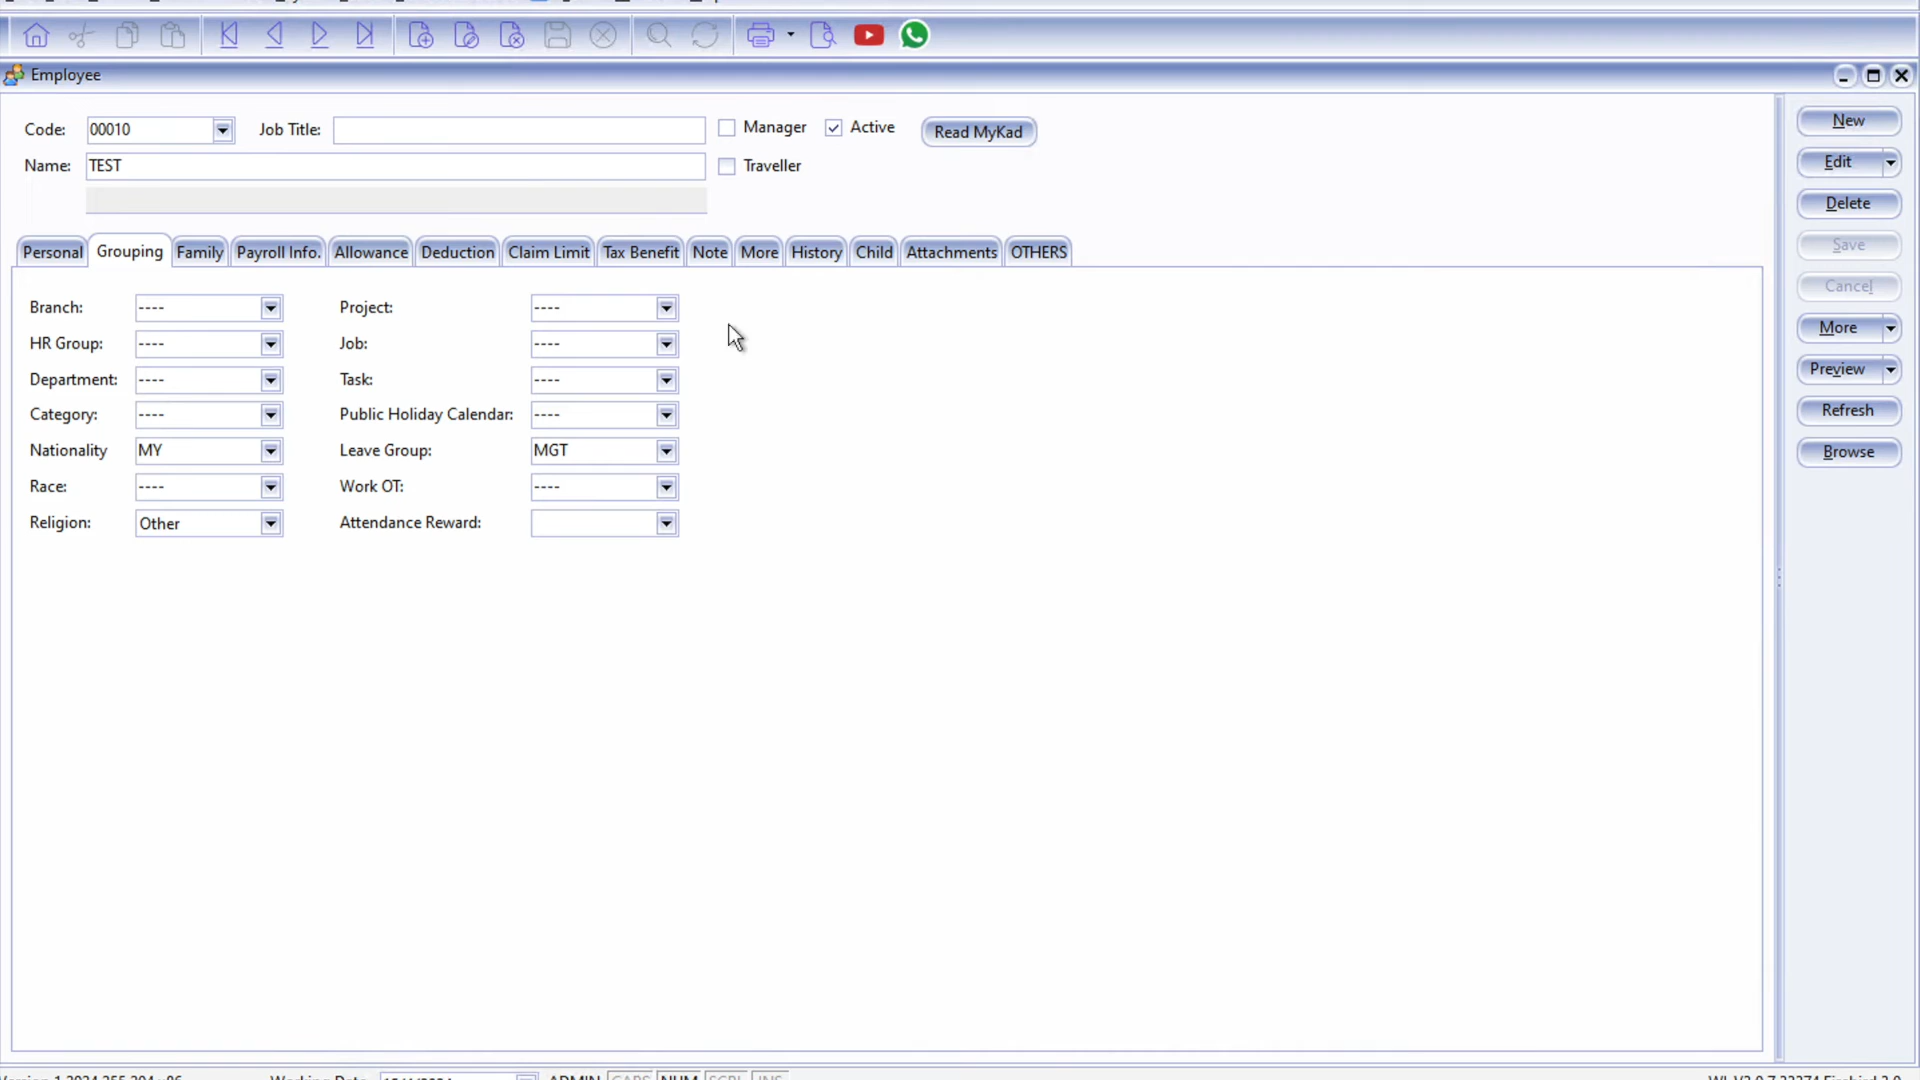 Employee
Code: 00010 Job Title: Manager Active Read MyKad
Name: TEST Traveller
Personal Grouping Family Payroll Info. Allowance Deduction Claim Limit Tax Benefit Note More History Child Attachments OTHERS
Branch: ---- Project: ----
HR Group: ---- Job: ----
Department: ---- Task: ----
Category: ---- Public Holiday Calendar: ----
Nationality MY Leave Group: MGT
Race: ---- Work OT: ----
Religion: Other Attendance Reward:
New
Edit
Delete
Save
Cancel
More
Preview
Refresh
Browse
ADMIN CAPS NUM SCRL INS